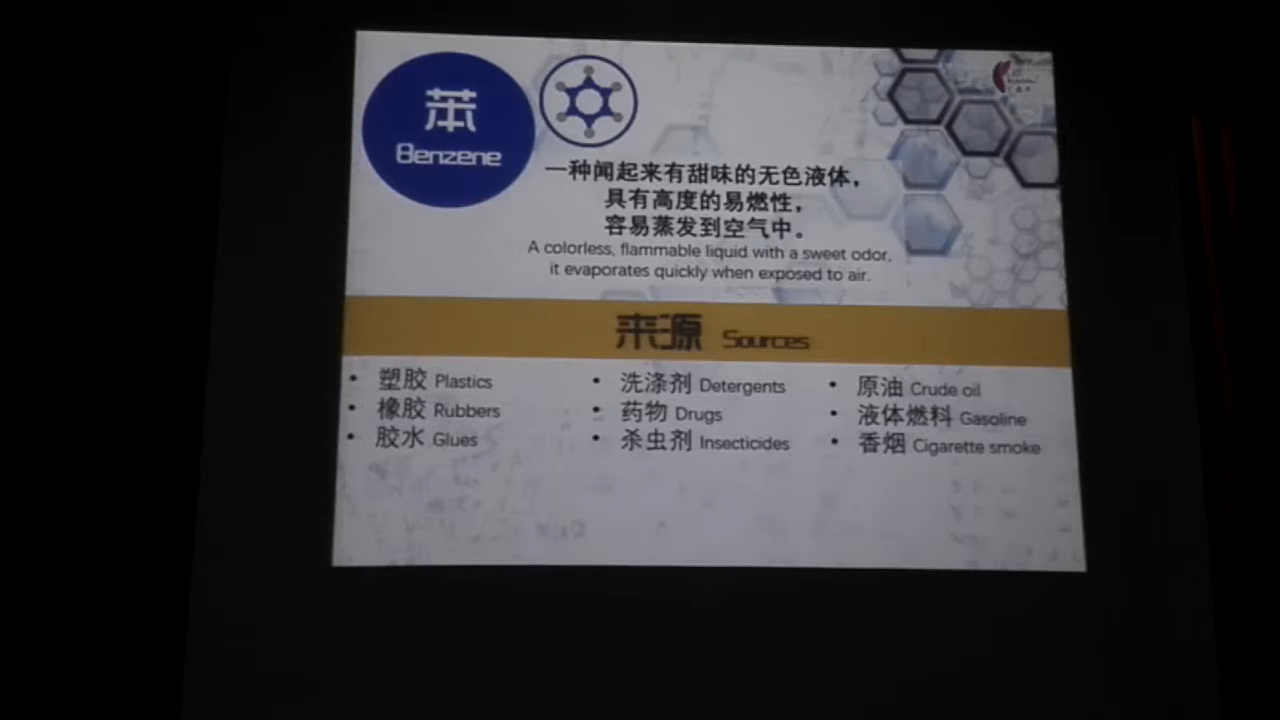 苯
Benzene
一种闻起来有甜味的无色液体，
具有高度的易燃性，
容易蒸发到空气中。
A colorless, flammable liquid with a sweet odor,
it evaporates quickly when exposed to air.
来源 Sources
• 塑胶 Plastics
• 橡胶 Rubbers
• 胶水 Glues
• 洗涤剂 Detergents
• 药物 Drugs
• 杀虫剂 Insecticides
• 原油 Crude oil
• 液体燃料 Gasoline
• 香烟 Cigarette smoke